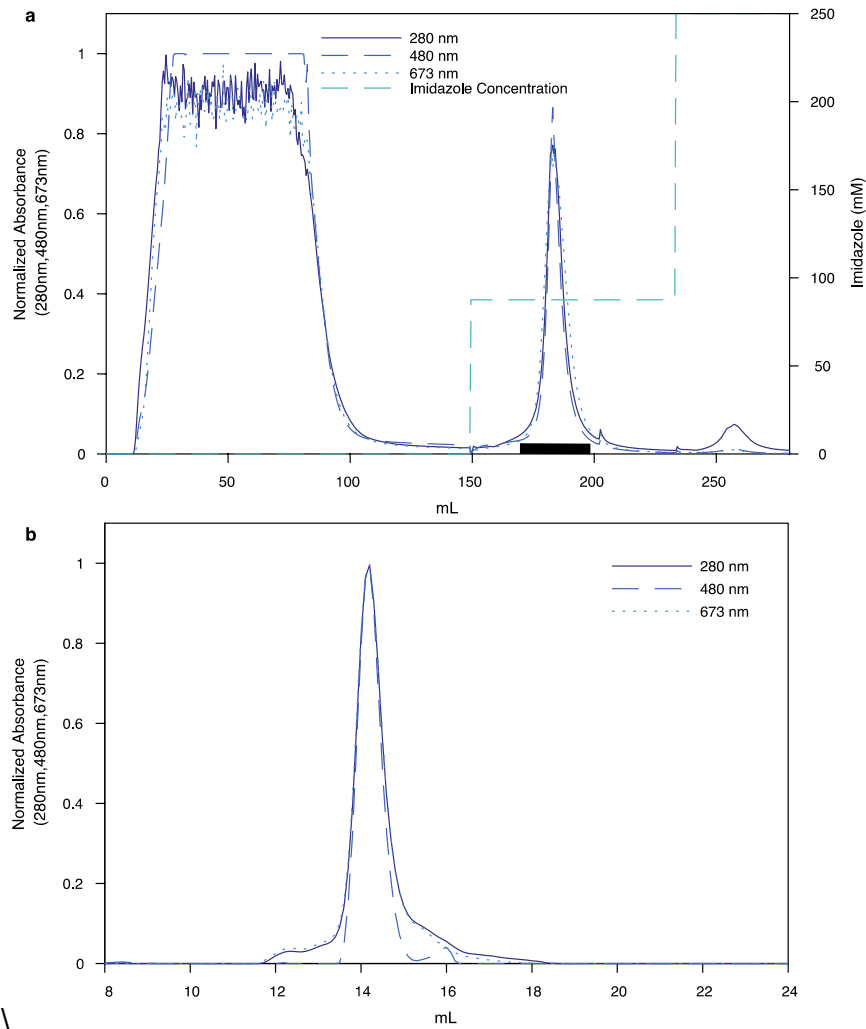 a
280 nm
480 nm
673 nm
Imidazole Concentration
1
0.8
0.6
0.4
0.2
0
Normalized Absorbance
(280nm,480nm,673nm)
250
200
150
100
50
0
Imidazole (mM)
0 50 100 150 200 250
mL
b
280 nm
480 nm
673 nm
1
0.8
0.6
0.4
0.2
0
Normalized Absorbance
(280nm,480nm,673nm)
8 10 12 14 16 18 20 22 24
mL
\